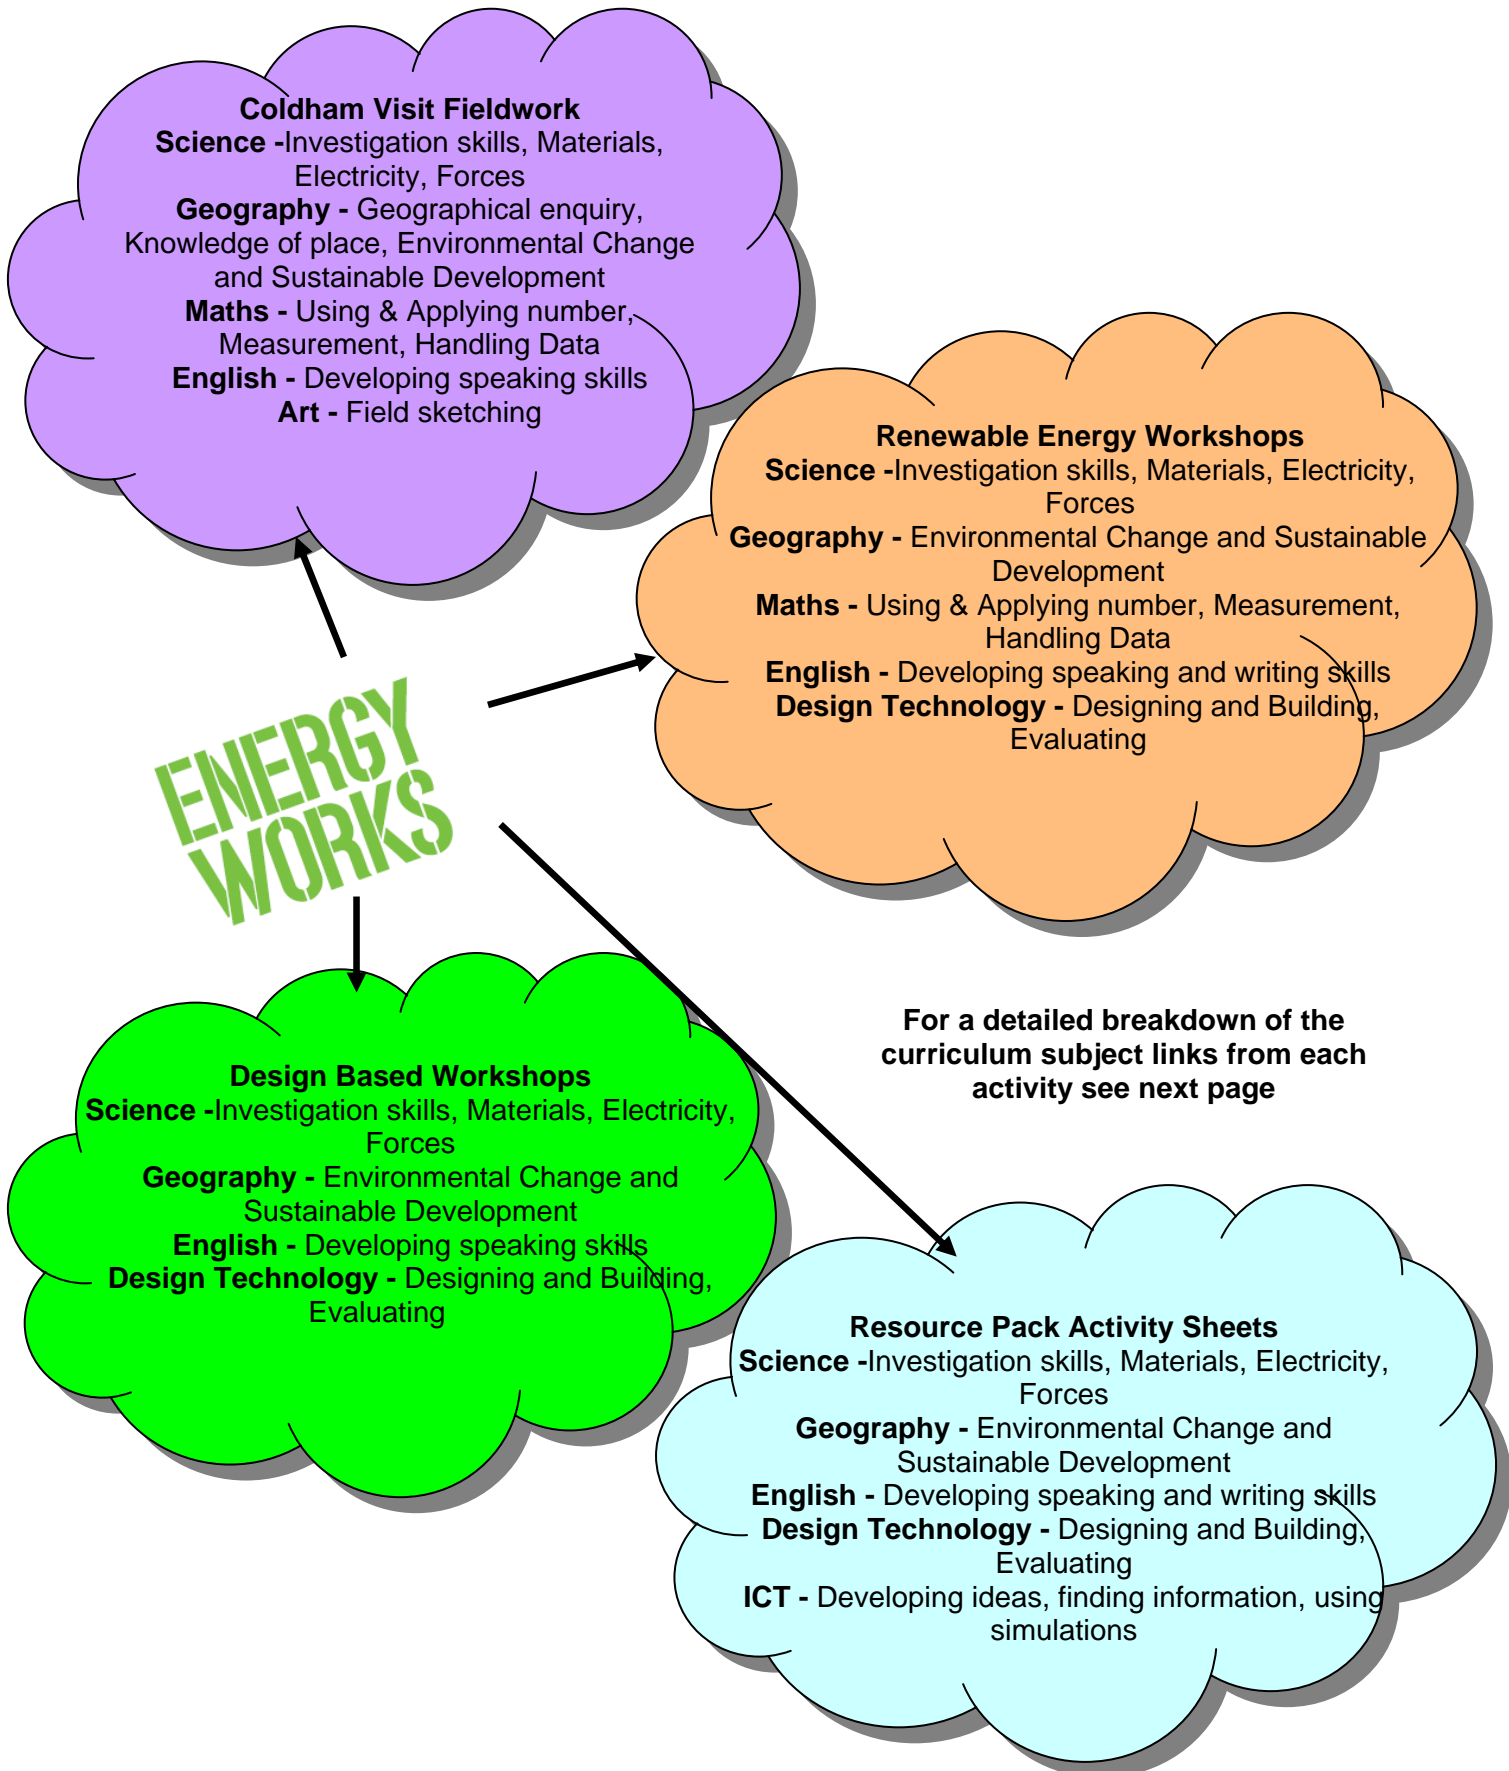 Coldham Visit Fieldwork
Science -Investigation skills, Materials,
Electricity, Forces
Geography - Geographical enquiry,
Knowledge of place, Environmental Change
and Sustainable Development
Maths - Using & Applying number,
Measurement, Handling Data
English - Developing speaking skills
Art - Field sketching
Renewable Energy Workshops
Science -Investigation skills, Materials, Electricity,
Forces
Geography - Environmental Change and Sustainable
Development
Maths - Using & Applying number, Measurement,
Handling Data
English - Developing speaking and writing skills
Design Technology - Designing and Building,
Evaluating
ENERGY
WORKS
Design Based Workshops
Science -Investigation skills, Materials, Electricity,
Forces
Geography - Environmental Change and
Sustainable Development
English - Developing speaking skills
Design Technology - Designing and Building,
Evaluating
For a detailed breakdown of the
curriculum subject links from each
activity see next page
Resource Pack Activity Sheets
Science -Investigation skills, Materials, Electricity,
Forces
Geography - Environmental Change and
Sustainable Development
English - Developing speaking and writing skills
Design Technology - Designing and Building,
Evaluating
ICT - Developing ideas, finding information, using
simulations